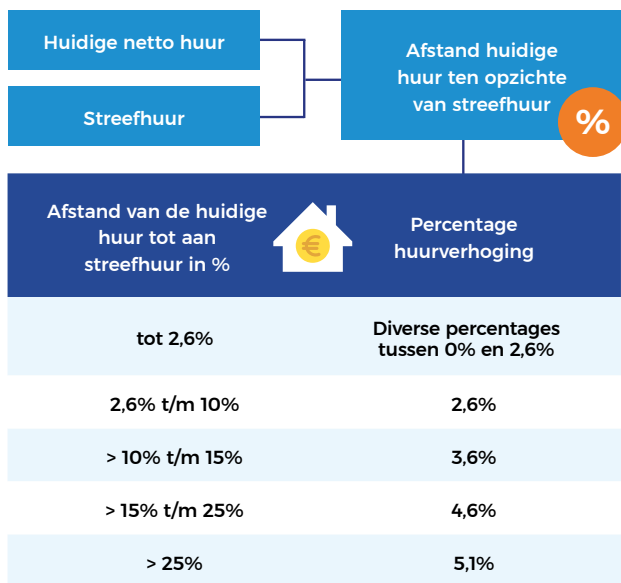 Huidige netto huur
Streefhuur
Afstand huidige
huur ten opzichte
van streefhuur
%
Afstand van de huidige
huur tot aan
streefhuur in %
€
Percentage
huurverhoging
tot 2,6%
Diverse percentages
tussen 0% en 2,6%
2,6% t/m 10%
2,6%
> 10% t/m 15%
3,6%
> 15% t/m 25%
4,6%
> 25%
5,1%